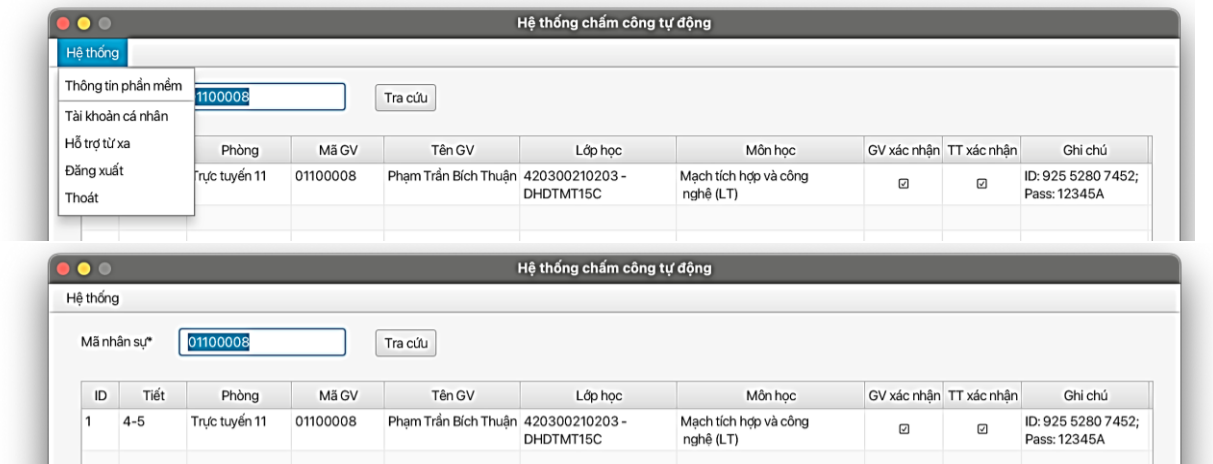 Hệ thống chấm công tự động
Hệ thống
Thông tin phần mềm
Tài khoản cá nhân
Hỗ trợ từ xa
Đăng xuất
Thoát
1100008 Tra cứu
Phòng Mã GV Tên GV Lớp học Môn học GV xác nhận TT xác nhận Ghi chú
Trực tuyến 11 01100008 Phạm Trần Bích Thuận 420300210203 - Mạch tích hợp và công ID: 925 5280 7452;
DHDTMT15C nghệ (LT) Pass: 12345A
Hệ thống chấm công tự động
Hệ thống
Mã nhân sự* 01100008 Tra cứu
ID Tiết Phòng Mã GV Tên GV Lớp học Môn học GV xác nhận TT xác nhận Ghi chú
1 4-5 Trực tuyến 11 01100008 Phạm Trần Bích Thuận 420300210203 - Mạch tích hợp và công ID: 925 5280 7452;
DHDTMT15C nghệ (LT) Pass: 12345A